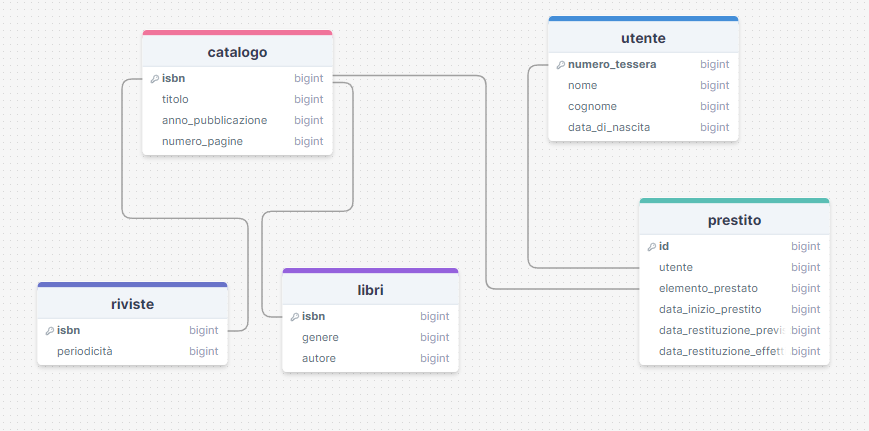 catalogo
isbn bigint
titolo bigint
anno_pubblicazione bigint
numero_pagine bigint
utente
numero_tessera bigint
nome bigint
cognome bigint
data_di_nascita bigint
prestito
id bigint
utente bigint
elemento_prestato bigint
data_inizio_prestito bigint
data_restituzione_previ bigint
data_restituzione_effett bigint
riviste
isbn bigint
periodicità bigint
libri
isbn bigint
genere bigint
autore bigint